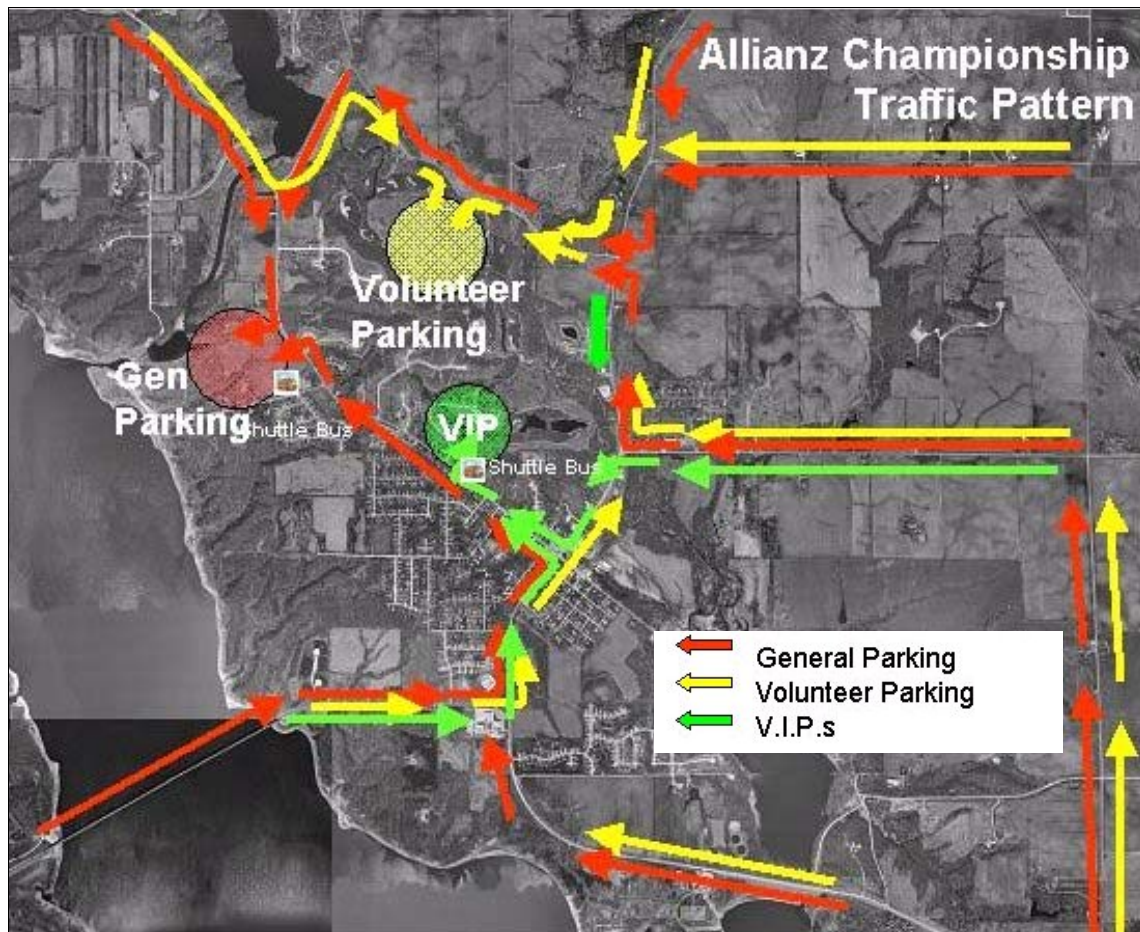 Allianz Championship
Traffic Pattern
Volunteer
Parking
Gen
Parking
Shuttle Bus
VIP
Shuttle Bus
General Parking
Volunteer Parking
V.I.P.s